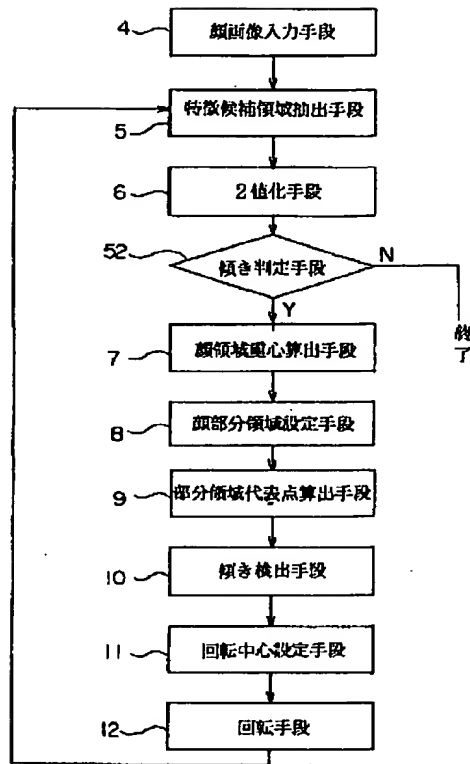 4
顔画像入力手段
特徴候補領域抽出手段
5
6
2値化手段
52
傾き判定手段
N
Y
終了
顔領域重心算出手段
7
顔部分領域設定手段
8
部分領域代表点算出手段
9
傾き検出手段
10
回転中心設定手段
11
回転手段
12